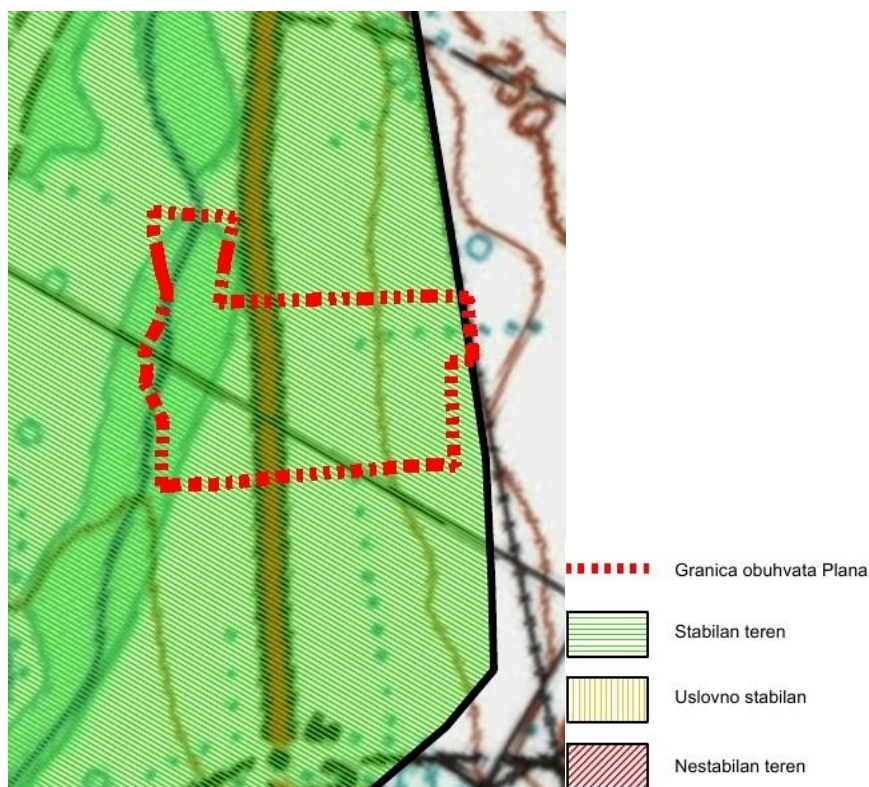 250
Granica obuhvata Plana
Stabilan teren
Uslovno stabilan
Nestabilan teren